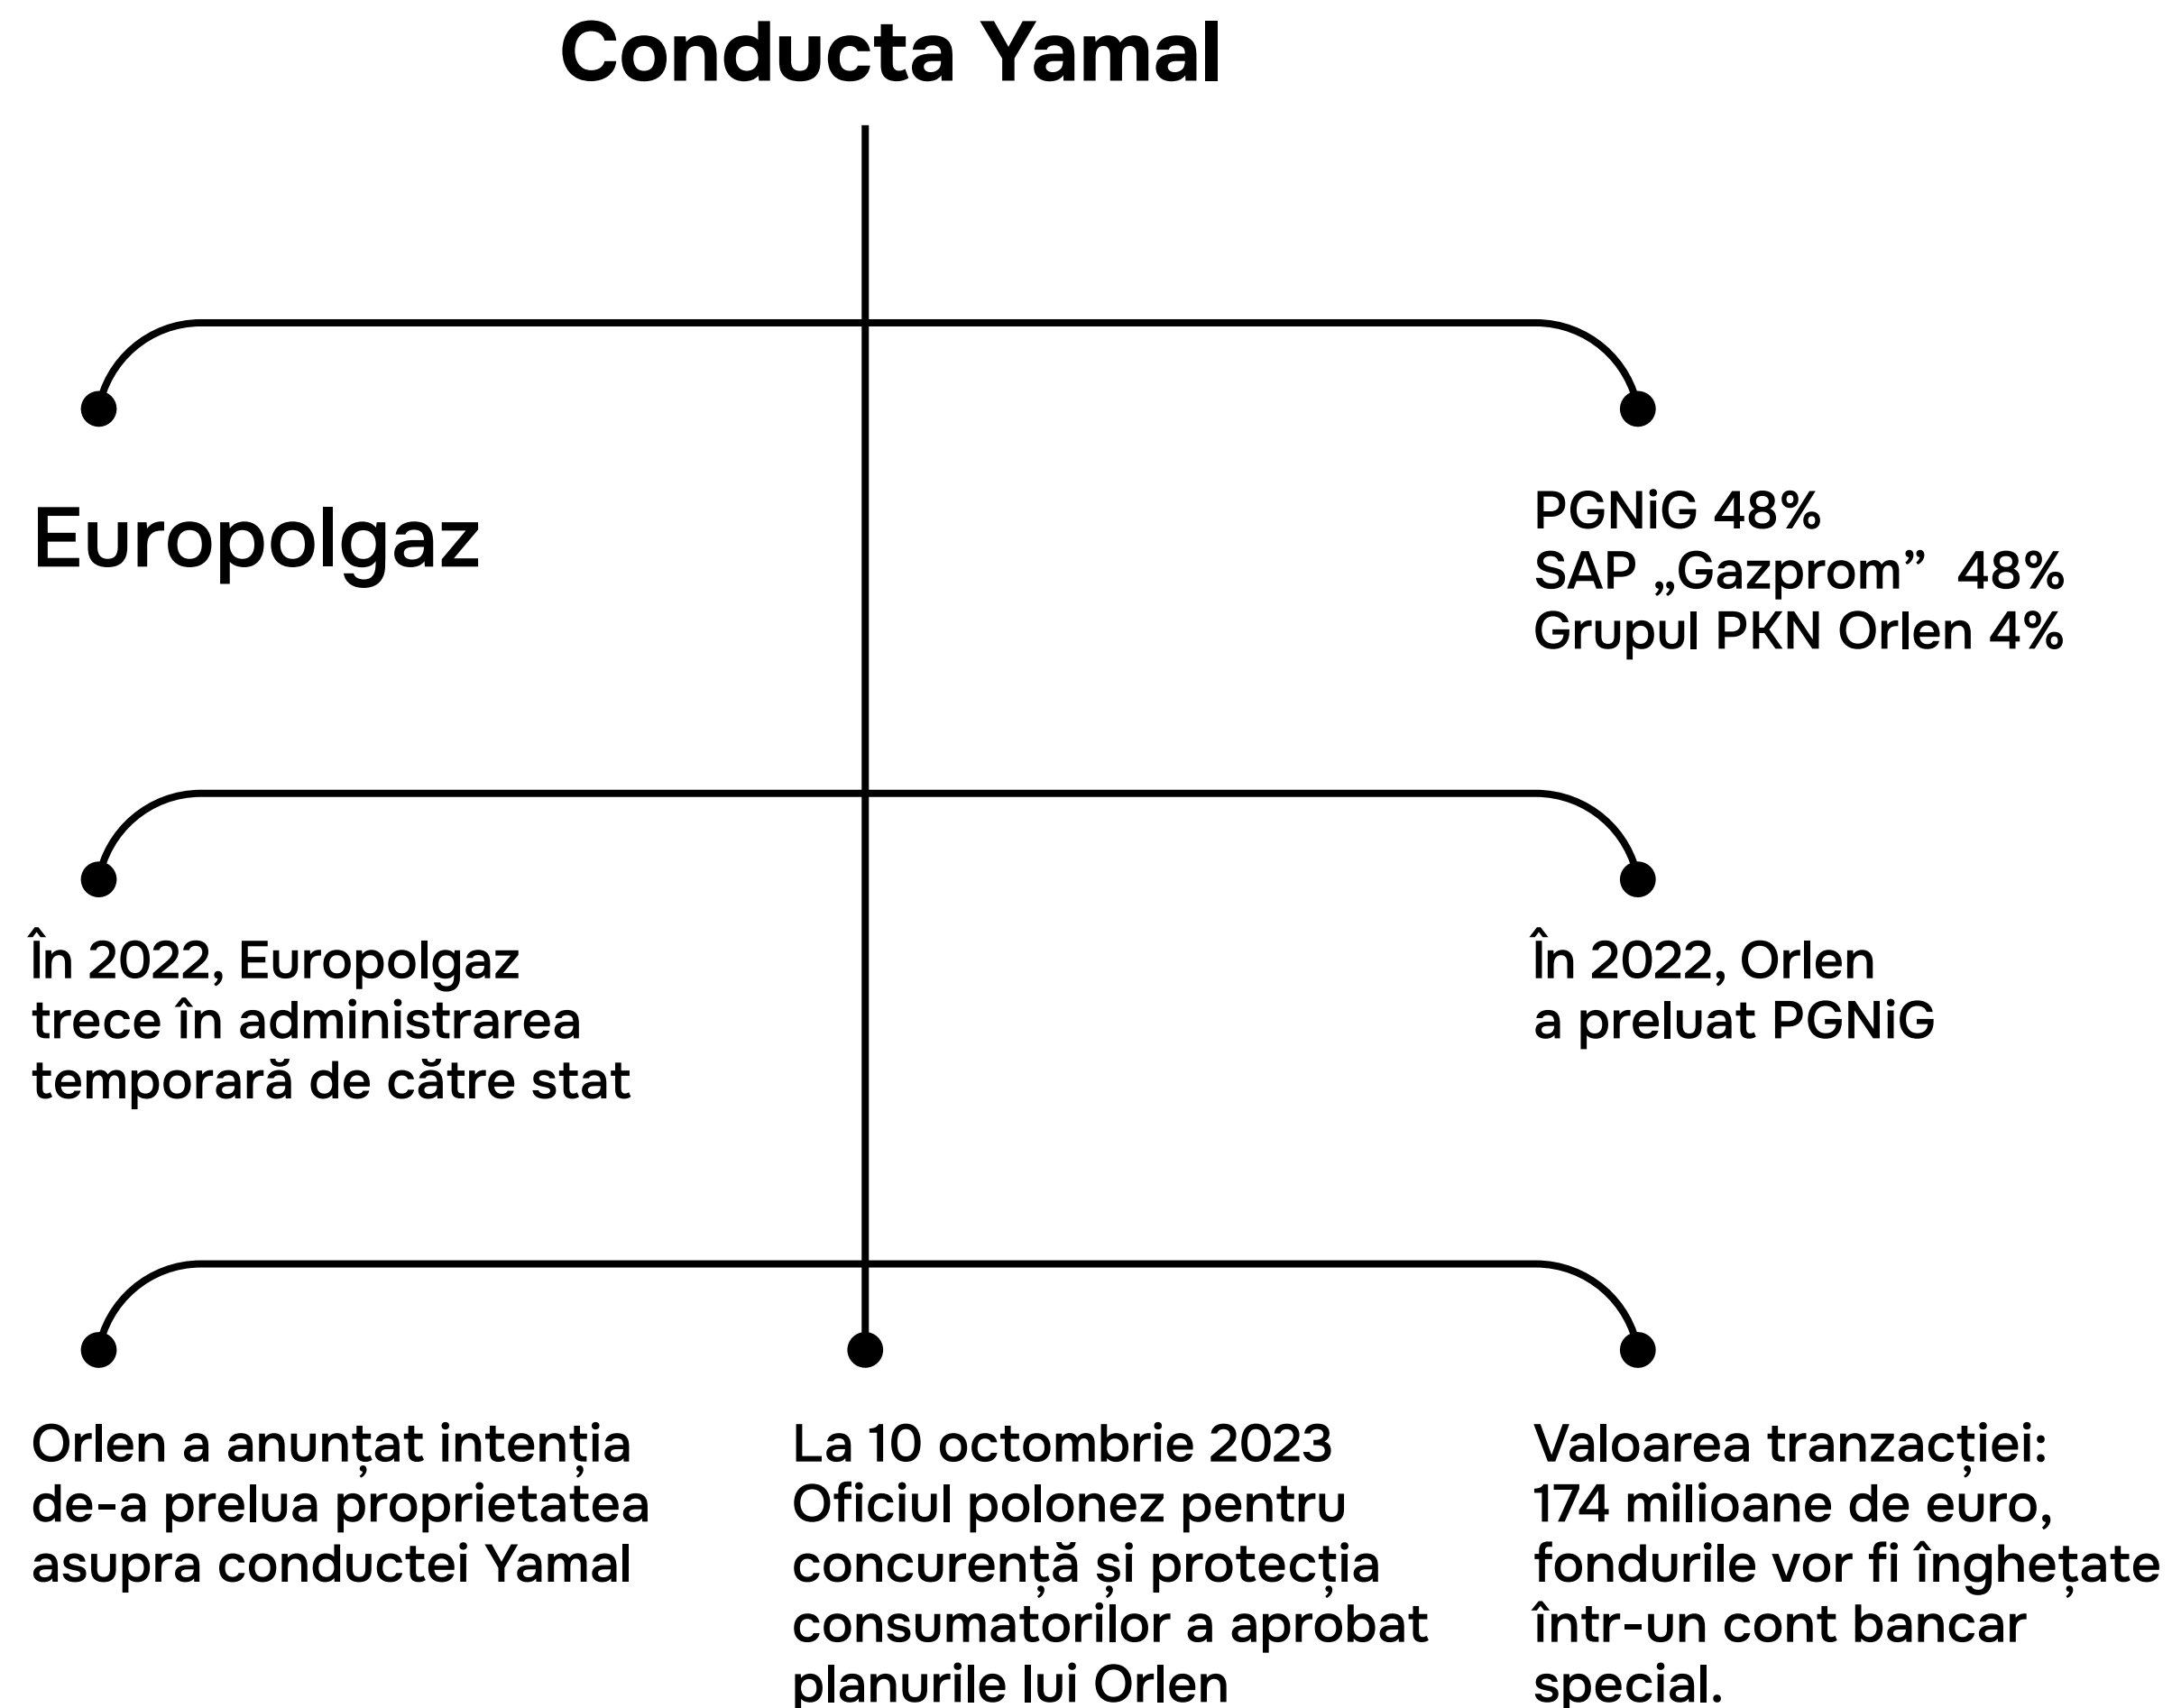 Conducta Yamal
Europolgaz
PGNiG 48%
SAP „Gazprom” 48%
Grupul PKN Orlen 4%
În 2022, Europolgaz
trece în administrarea
temporară de către stat
În 2022, Orlen
a preluat PGNiG
Orlen a anunțat intenția
de-a prelua proprietatea
asupra conductei Yamal
La 10 octombrie 2023
Oficiul polonez pentru
concurență și protecția
consumatorilor a aprobat
planurile lui Orlen
Valoarea tranzacției:
174 milioane de euro,
fondurile vor fi înghețate
într-un cont bancar
special.